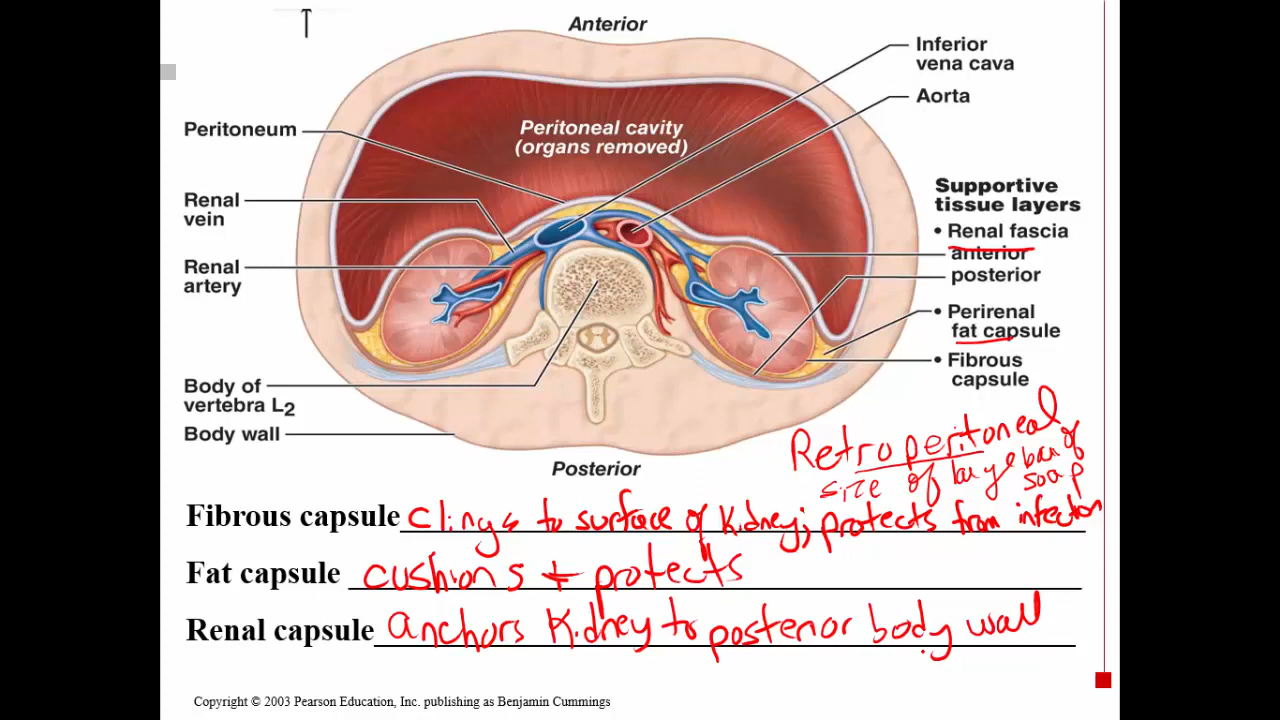 Anterior
Inferior
vena cava
Aorta
Peritoneum
Peritoneal cavity
(organs removed)
Renal
vein
Supportive
tissue layers
• Renal fascia
anterior
posterior
Renal
artery
• Perirenal
fat capsule
• Fibrous
capsule
Body of
vertebra L2
Body wall
Posterior
Retroperitoneal
size of large bar of
soap
Fibrous capsule clings to surface of kidney; protects from infection
Fat capsule cushions + protects
Renal capsule anchors kidney to posterior body wall
Copyright © 2003 Pearson Education, Inc. publishing as Benjamin Cummings